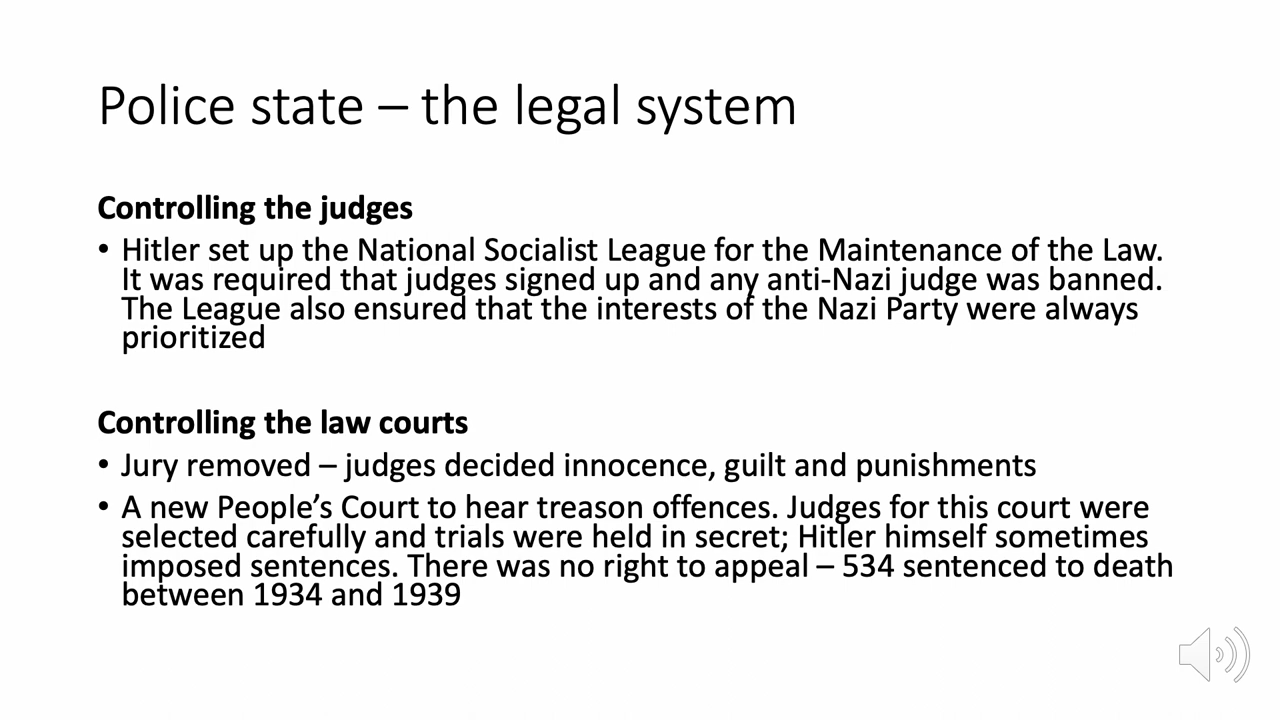 Police state – the legal system
Controlling the judges
• Hitler set up the National Socialist League for the Maintenance of the Law.
It was required that judges signed up and any anti-Nazi judge was banned.
The League also ensured that the interests of the Nazi Party were always
prioritized
Controlling the law courts
• Jury removed – judges decided innocence, guilt and punishments
• A new People’s Court to hear treason offences. Judges for this court were
selected carefully and trials were held in secret; Hitler himself sometimes
imposed sentences. There was no right to appeal – 534 sentenced to death
between 1934 and 1939